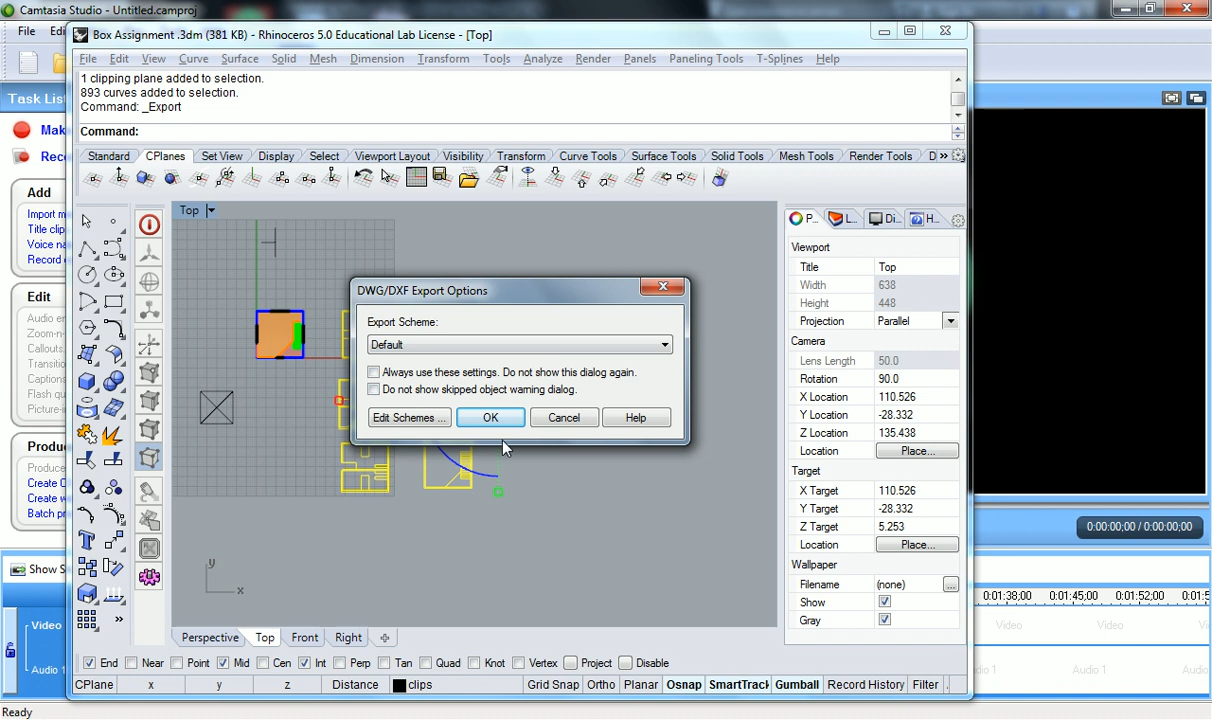 Camtasia Studio - Untitled.camproj
File
Box Assignment .3dm (381 KB) - Rhinoceros 5.0 Educational Lab License - [Top]
File Edit View Curve Surface Solid Mesh Dimension Transform Tools Analyze Render Panels Paneling Tools T-Splines Help
1 clipping plane added to selection.
893 curves added to selection.
Command: _Export
Command:
Standard CPlanes Set View Display Select Viewport Layout Visibility Transform Curve Tools Surface Tools Solid Tools Mesh Tools Render Tools D »
Task List
Add
Import m
Title clip
Voice na
Record
Edit
Audio en
Zoom-n-
Callouts
Transitio
Captions
Flash qu
Picture-i
Produce
Create C
Create w
Batch pr
Show S
Video
Audio 1
Ready
Top
DWG/DXF Export Options
Export Scheme:
Default
Always use these settings. Do not show this dialog again.
Do not show skipped object warning dialog.
Edit Schemes ... OK Cancel Help
y
x
P... L... Di.. H..
Viewport
Title Top
Width 638
Height 448
Projection Parallel
Camera
Lens Length 50.0
Rotation 90.0
X Location 110.526
Y Location -28.332
Z Location 135.438
Location Place...
Target
X Target 110.526
Y Target -28.332
Z Target 5.253
Location Place...
Wallpaper
Filename (none) ...
Show
Gray
0:00:00;00 / 0:00:00;00
0:01:38;00 0:01:45;00 0:01:52;00
Video Video Video
Audio 1
Perspective Top Front Right
End Near Point Mid Cen Int Perp Tan Quad Knot Vertex Project Disable
CPlane x y z Distance clips Grid Snap Ortho Planar Osnap SmartTrack Gumball Record History Filter